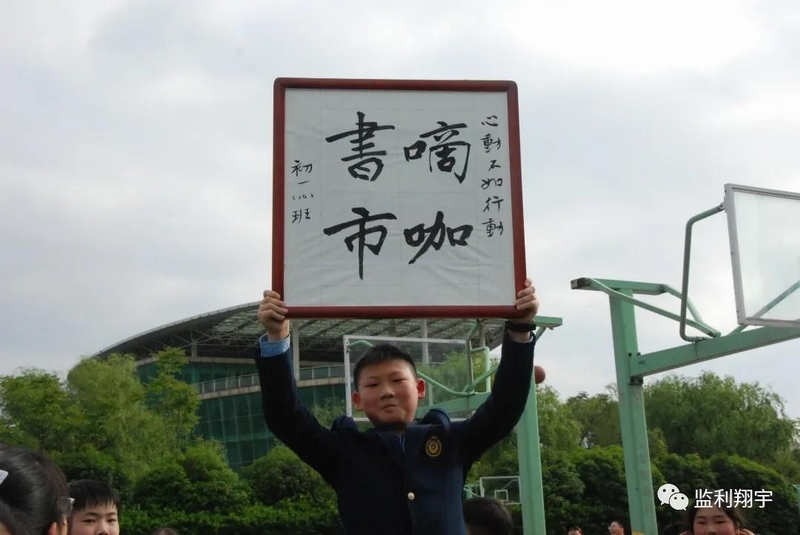 心動不如行動
嘀咖
書市
初一 班
监利翔宇